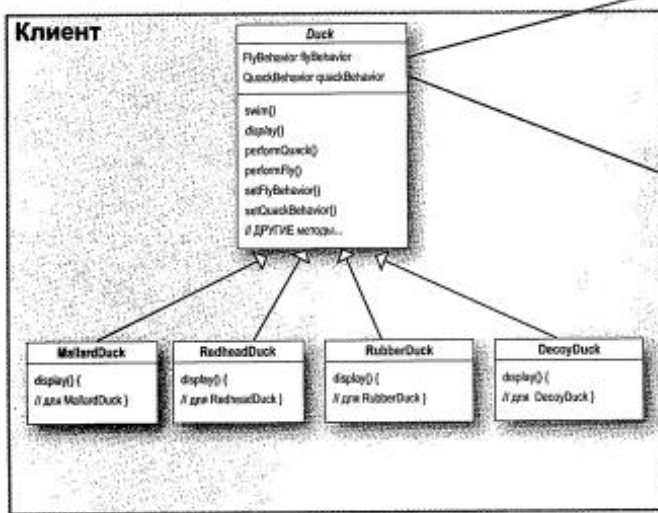 Клиент
Duck
FlyBehavior flyBehavior
QuackBehavior quackBehavior
swim()
display()
performQuack()
performFly()
setFlyBehavior()
setQuackBehavior()
// ДРУГИЕ методы...
MallardDuck
display() {
// для MallardDuck }
RedheadDuck
display() {
// для RedheadDuck }
RubberDuck
display() {
// для RubberDuck }
DecoyDuck
display() {
// для DecoyDuck }